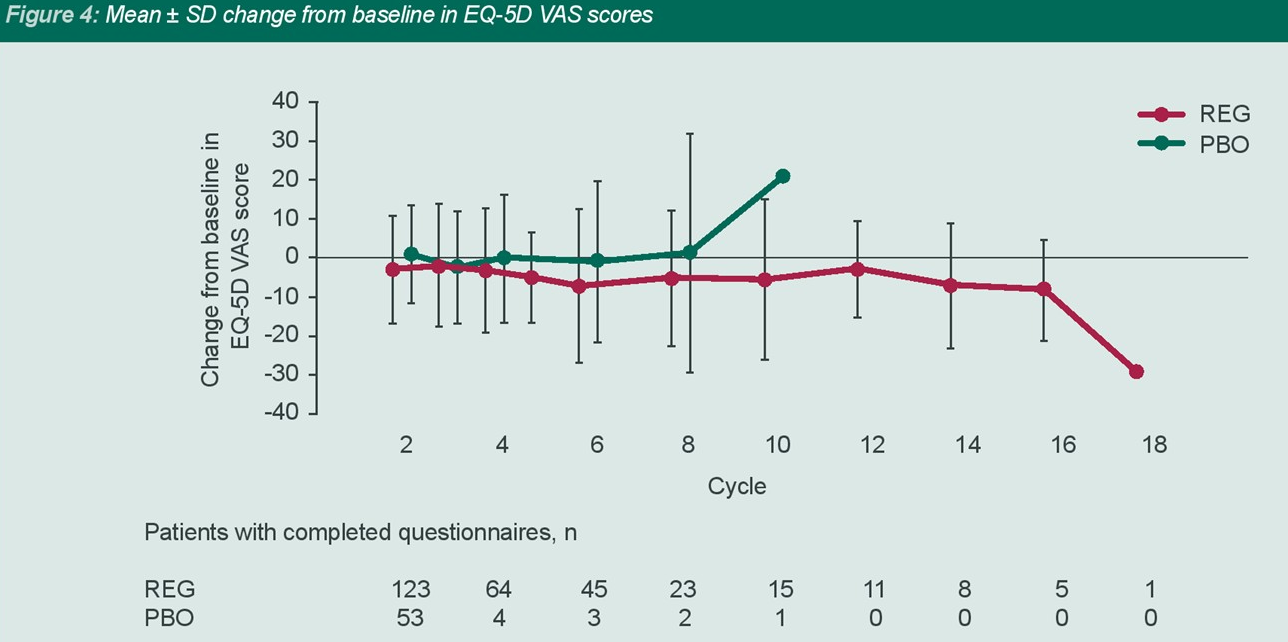 Figure 4: Mean ± SD change from baseline in EQ-5D VAS scores
Change from baseline in
EQ-5D VAS score
40
30
20
10
0
-10
-20
-30
-40
REG
PBO
2 4 6 8 10 12 14 16 18
Cycle
Patients with completed questionnaires, n
REG 123 64 45 23 15 11 8 5 1
PBO 53 4 3 2 1 0 0 0 0